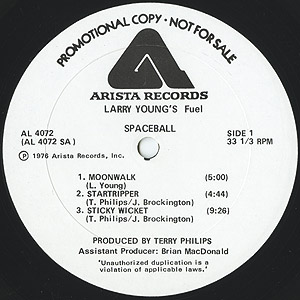 PROMOTIONAL COPY · NOT FOR SALE
ARISTA RECORDS
LARRY YOUNG'S Fuel
SPACEBALL
AL 4072
(AL 4072 SA)
SIDE 1
33 1/3 RPM
Ⓟ 1976 Arista Records, Inc.
1. MOONWALK (5:00)
(L. Young)
2. STARTRIPPER (4:44)
(T. Philips/J. Brockington)
3. STICKY WICKET (9:26)
(T. Philips/J. Brockington)
PRODUCED BY TERRY PHILIPS
Assistant Producer: Brian MacDonald
"Unauthorized duplication is a
violation of applicable laws."